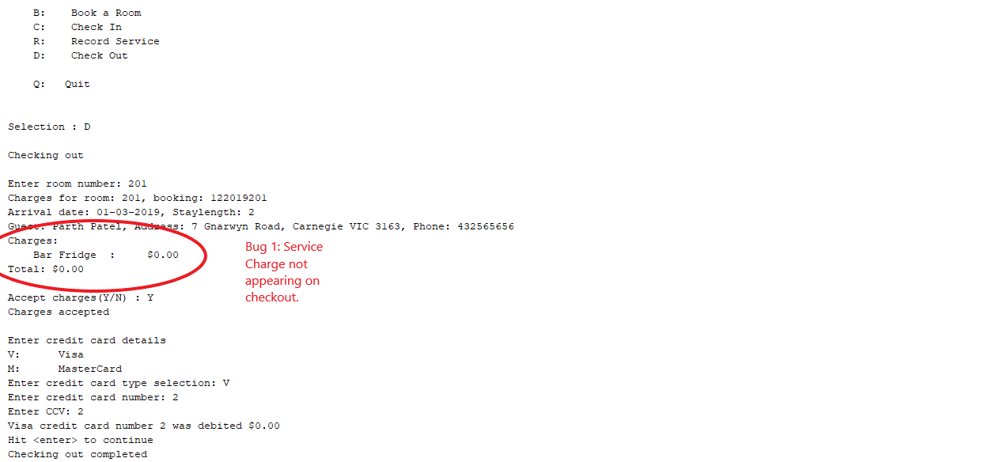 B:    Book a Room
C:    Check In
R:    Record Service
D:    Check Out
Q:   Quit
Selection : D
Checking out
Enter room number: 201
Charges for room: 201, booking: 122019201
Arrival date: 01-03-2019, Staylength: 2
Guest: Parth Patel, Address: 7 Gnarwyn Road, Carnegie VIC 3163, Phone: 432565656
Charges:
    Bar Fridge  :     $0.00
Total: $0.00
Bug 1: Service
Charge not
appearing on
checkout.
Accept charges(Y/N) : Y
Charges accepted
Enter credit card details
V:      Visa
M:      MasterCard
Enter credit card type selection: V
Enter credit card number: 2
Enter CCV: 2
Visa credit card number 2 was debited $0.00
Hit <enter> to continue
Checking out completed